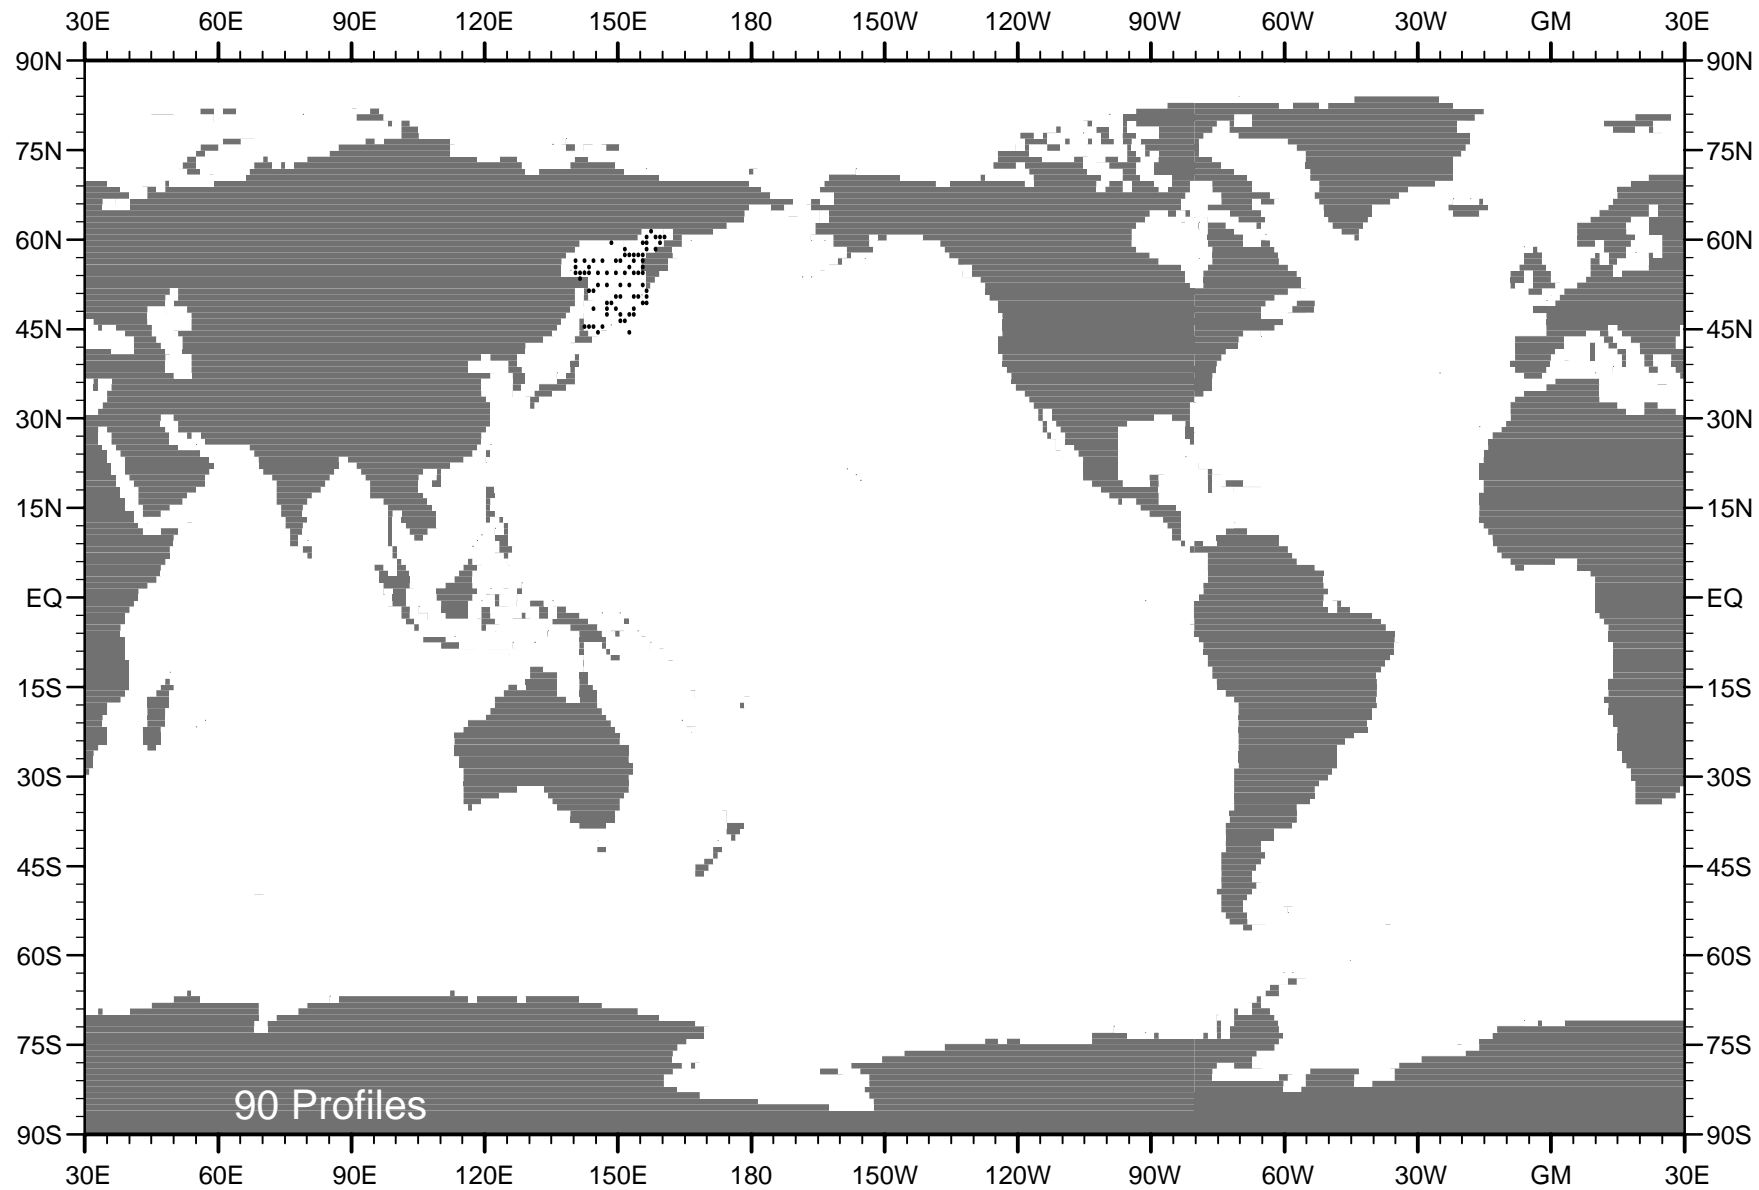 30E 60E 90E 120E 150E 180 150W 120W 90W 60W 30W GM 30E
90N 90N
75N 75N
60N 60N
45N 45N
30N 30N
15N 15N
EQ EQ
15S 15S
30S 30S
45S 45S
60S 60S
75S 75S
90 Profiles
90S 90S
30E 60E 90E 120E 150E 180 150W 120W 90W 60W 30W GM 30E